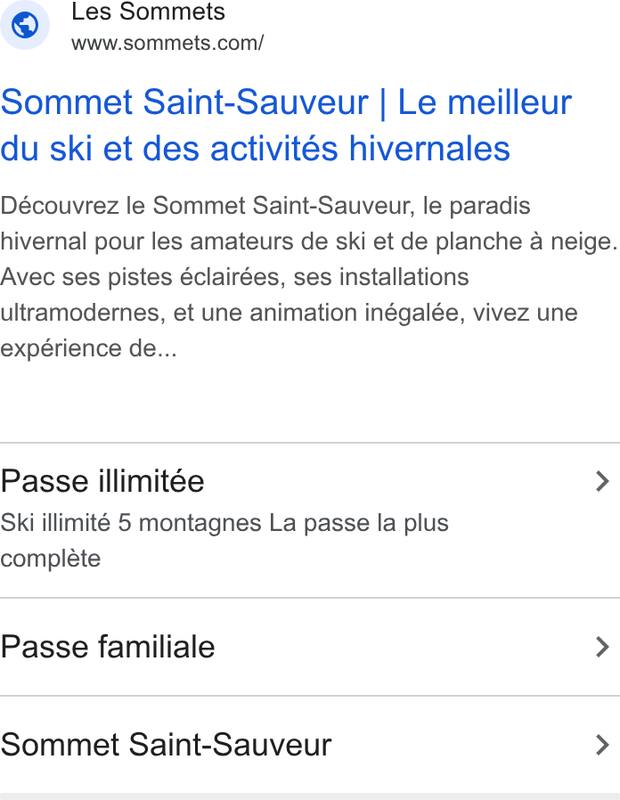 Les Sommets
www.sommets.com/
Sommet Saint-Sauveur | Le meilleur
du ski et des activités hivernales
Découvrez le Sommet Saint-Sauveur, le paradis
hivernal pour les amateurs de ski et de planche à neige.
Avec ses pistes éclairées, ses installations
ultramodernes, et une animation inégalée, vivez une
expérience de...
Passe illimitée
Ski illimité 5 montagnes La passe la plus
complète
Passe familiale
Sommet Saint-Sauveur